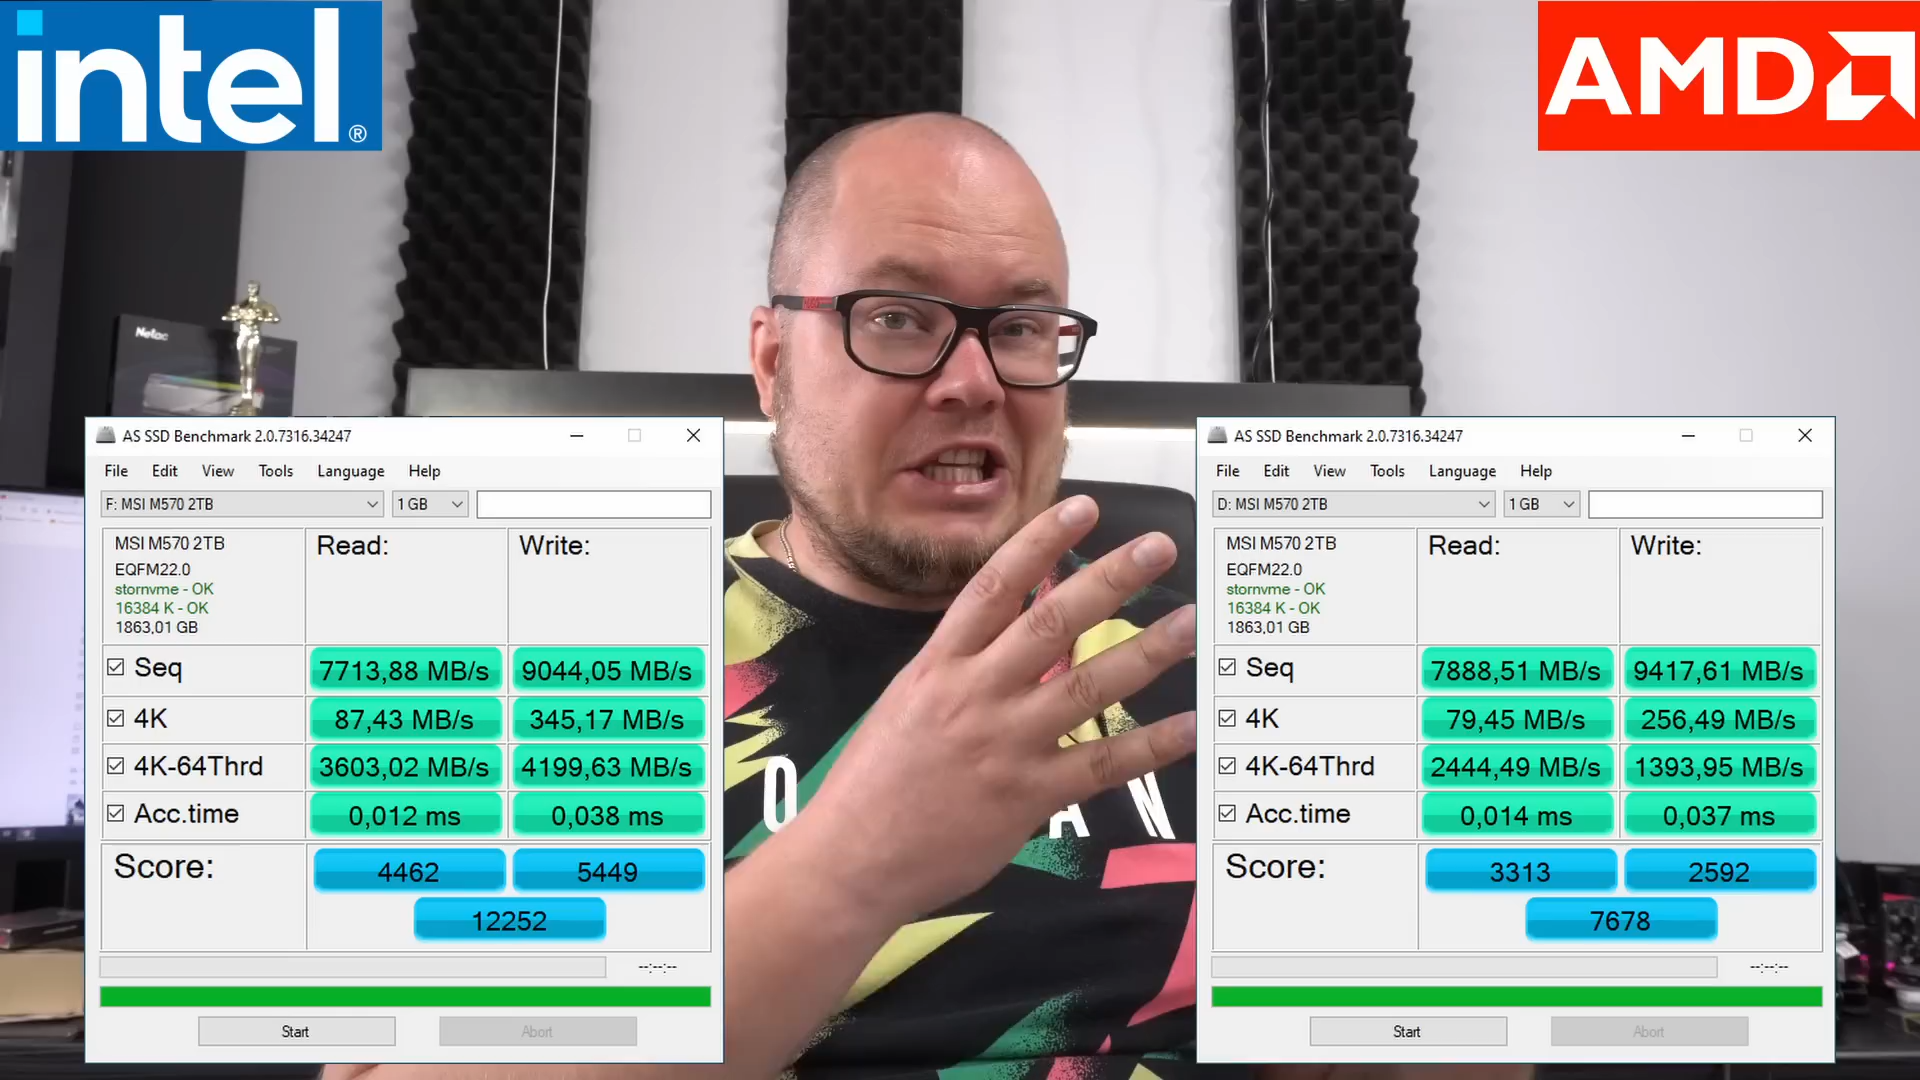 intel®
AMD
Netac
AS SSD Benchmark 2.0.7316.34247
File Edit View Tools Language Help
F: MSI M570 2TB 1 GB
MSI M570 2TB
EQFM22.0
stornvme - OK
16384 K - OK
1863,01 GB
Read: Write:
Seq 7713,88 MB/s 9044,05 MB/s
4K 87,43 MB/s 345,17 MB/s
4K-64Thrd 3603,02 MB/s 4199,63 MB/s
Acc.time 0,012 ms 0,038 ms
Score: 4462 5449
12252
--:--:--
Start Abort
AS SSD Benchmark 2.0.7316.34247
File Edit View Tools Language Help
D: MSI M570 2TB 1 GB
MSI M570 2TB
EQFM22.0
stornvme - OK
16384 K - OK
1863,01 GB
Read: Write:
Seq 7888,51 MB/s 9417,61 MB/s
4K 79,45 MB/s 256,49 MB/s
4K-64Thrd 2444,49 MB/s 1393,95 MB/s
Acc.time 0,014 ms 0,037 ms
Score: 3313 2592
7678
--:--:--
Start Abort